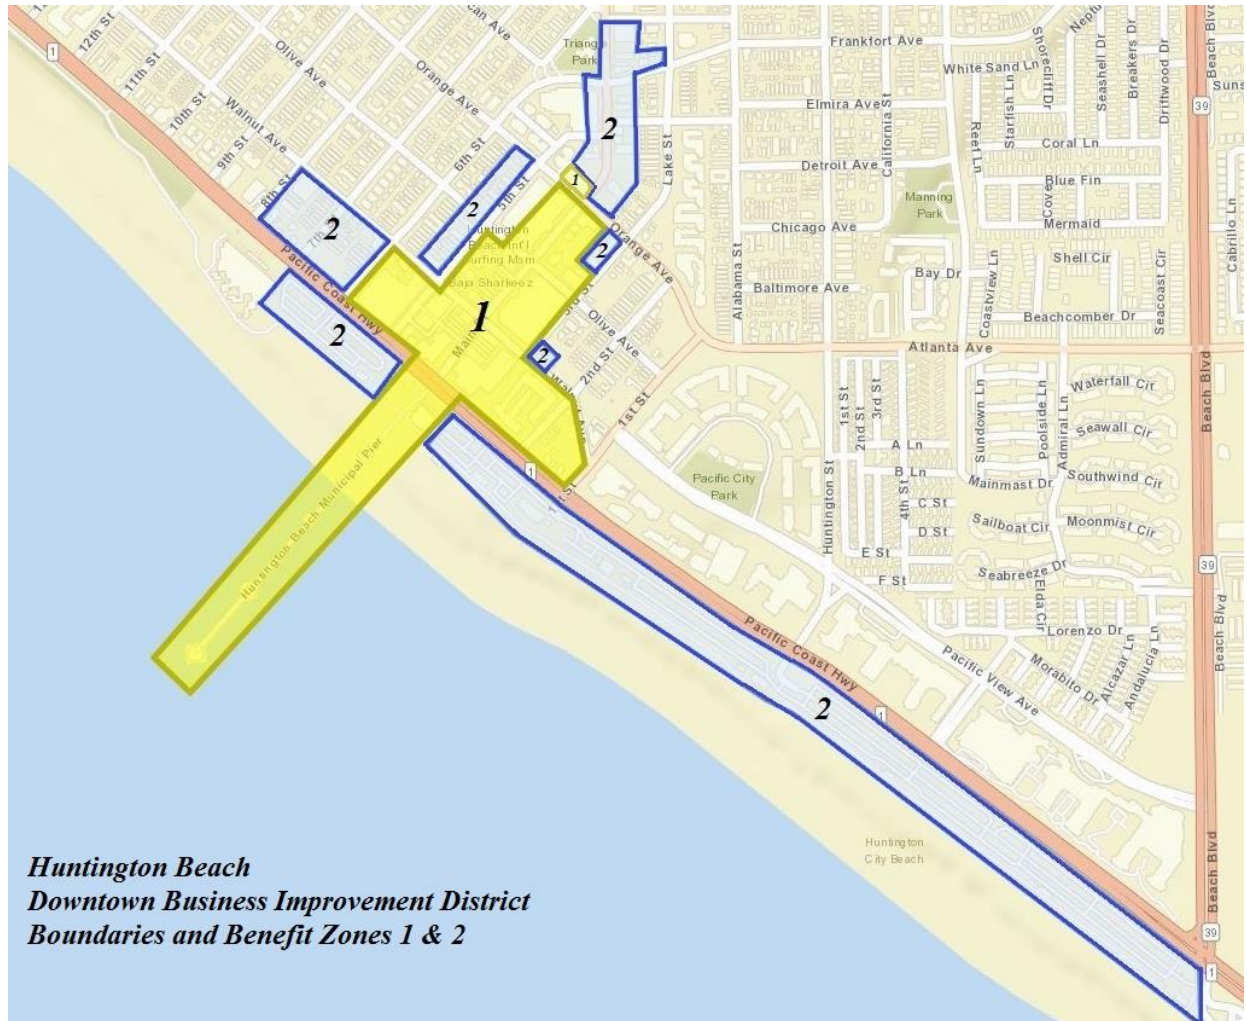 12th St
11th St
10th St
9th St
8th St
7th
6th St
5th St
3rd St
2nd St
1st St
Olive Ave
Orange Ave
Walnut Ave
Triangle
Park
Frankfort Ave
White Sand Ln
Elmira Ave
Detroit Ave
Chicago Ave
Baltimore Ave
Atlanta Ave
Lake St
California St
Alabama St
Huntington St
Shorecliff Dr
Seashell Dr
Breakers Dr
Driftwood Dr
Starfish Ln
Reef Ln
Coral Ln
Blue Fin
Cove
Mermaid
Shell Cir
Bay Dr
Beachcomber Dr
Coastview Ln
Seacoast Cir
Cabrillo Ln
Manning
Park
Beach Blvd
39
1
2
2
1
2
2
Huntington
Beach Int'l
Surfing Msm
Baja Sharkeez
1
2
2
Pacific Coast Hwy
Orange Ave
Olive Ave
Huntington Beach Municipal Pier
1
Pacific City
Park
1st St
2nd St
3rd St
4th St
A Ln
B Ln
C St
D St
E St
F St
Sundown Ln
Poolside Ln
Admiral Ln
Waterfall Cir
Seawall Cir
Southwind Cir
Mainmast Dr
Sailboat Cir
Moonmist Cir
Seabreeze Dr
Elda Cir
Lorenzo Dr
Morabito Dr
Alcazar Ln
Andalucia Ln
Beach Blvd
39
Beach Blvd
Pacific Coast Hwy
Pacific View Ave
2
1
Huntington
City Beach
Beach Blvd
39
1
Huntington Beach
Downtown Business Improvement District
Boundaries and Benefit Zones 1 & 2